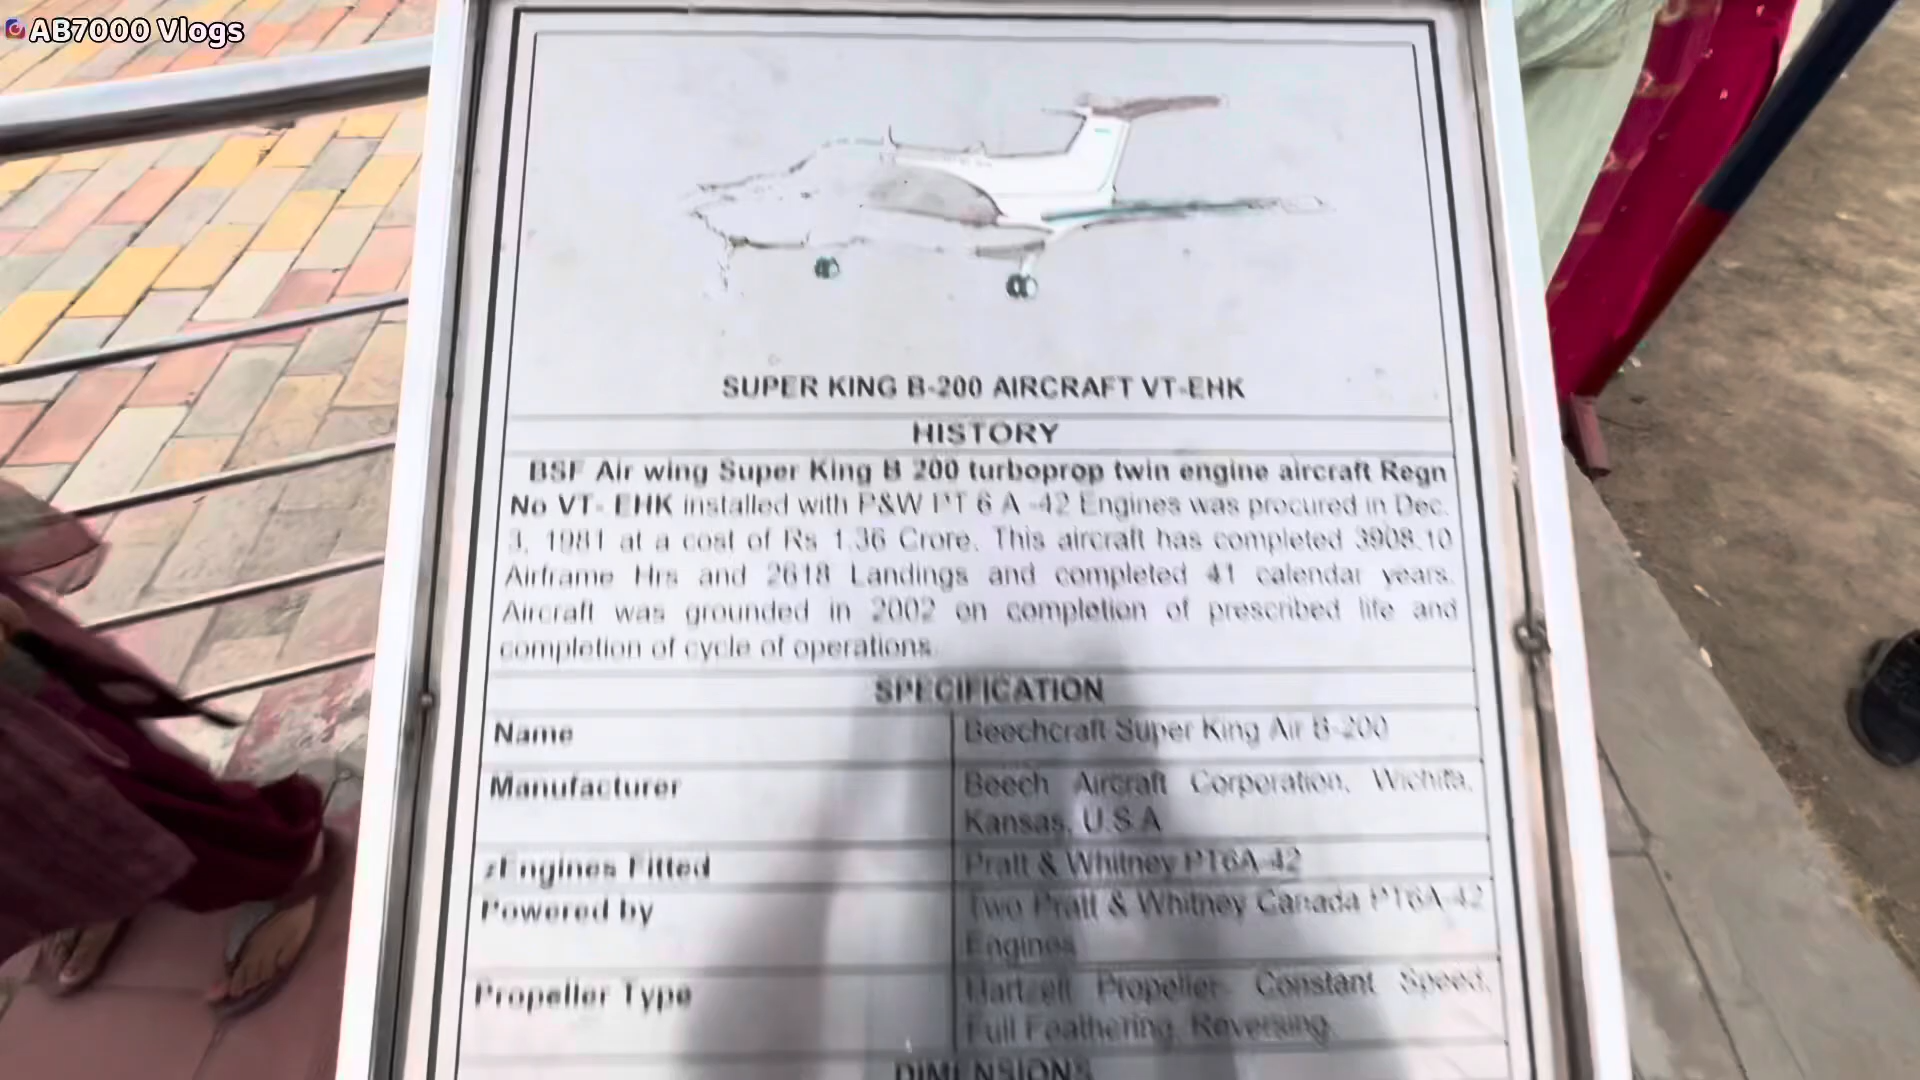 AB7000 Vlogs
SUPER KING B-200 AIRCRAFT VT-EHK
HISTORY
BSF Air wing Super King B 200 turboprop twin engine aircraft Regn
No VT- EHK installed with P&W PT 6 A -42 Engines was procured in Dec.
3, 1981 at a cost of Rs 1.36 Crore. This aircraft has completed 3908.10
Airframe Hrs and 2618 Landings and completed 41 calendar years.
Aircraft was grounded in 2002 on completion of prescribed life and
completion of cycle of operations.
SPECIFICATION
Name Beechcraft Super King Air B-200
Manufacturer Beech Aircraft Corporation, Wichita,
Kansas, U.S.A
zEngines Fitted Pratt & Whitney PT6A-42
Powered by Two Pratt & Whitney Canada PT6A-42
Engines
Propeller Type Hartzell Propeller- Constant Speed,
Full Feathering, Reversing.
DIMENSIONS